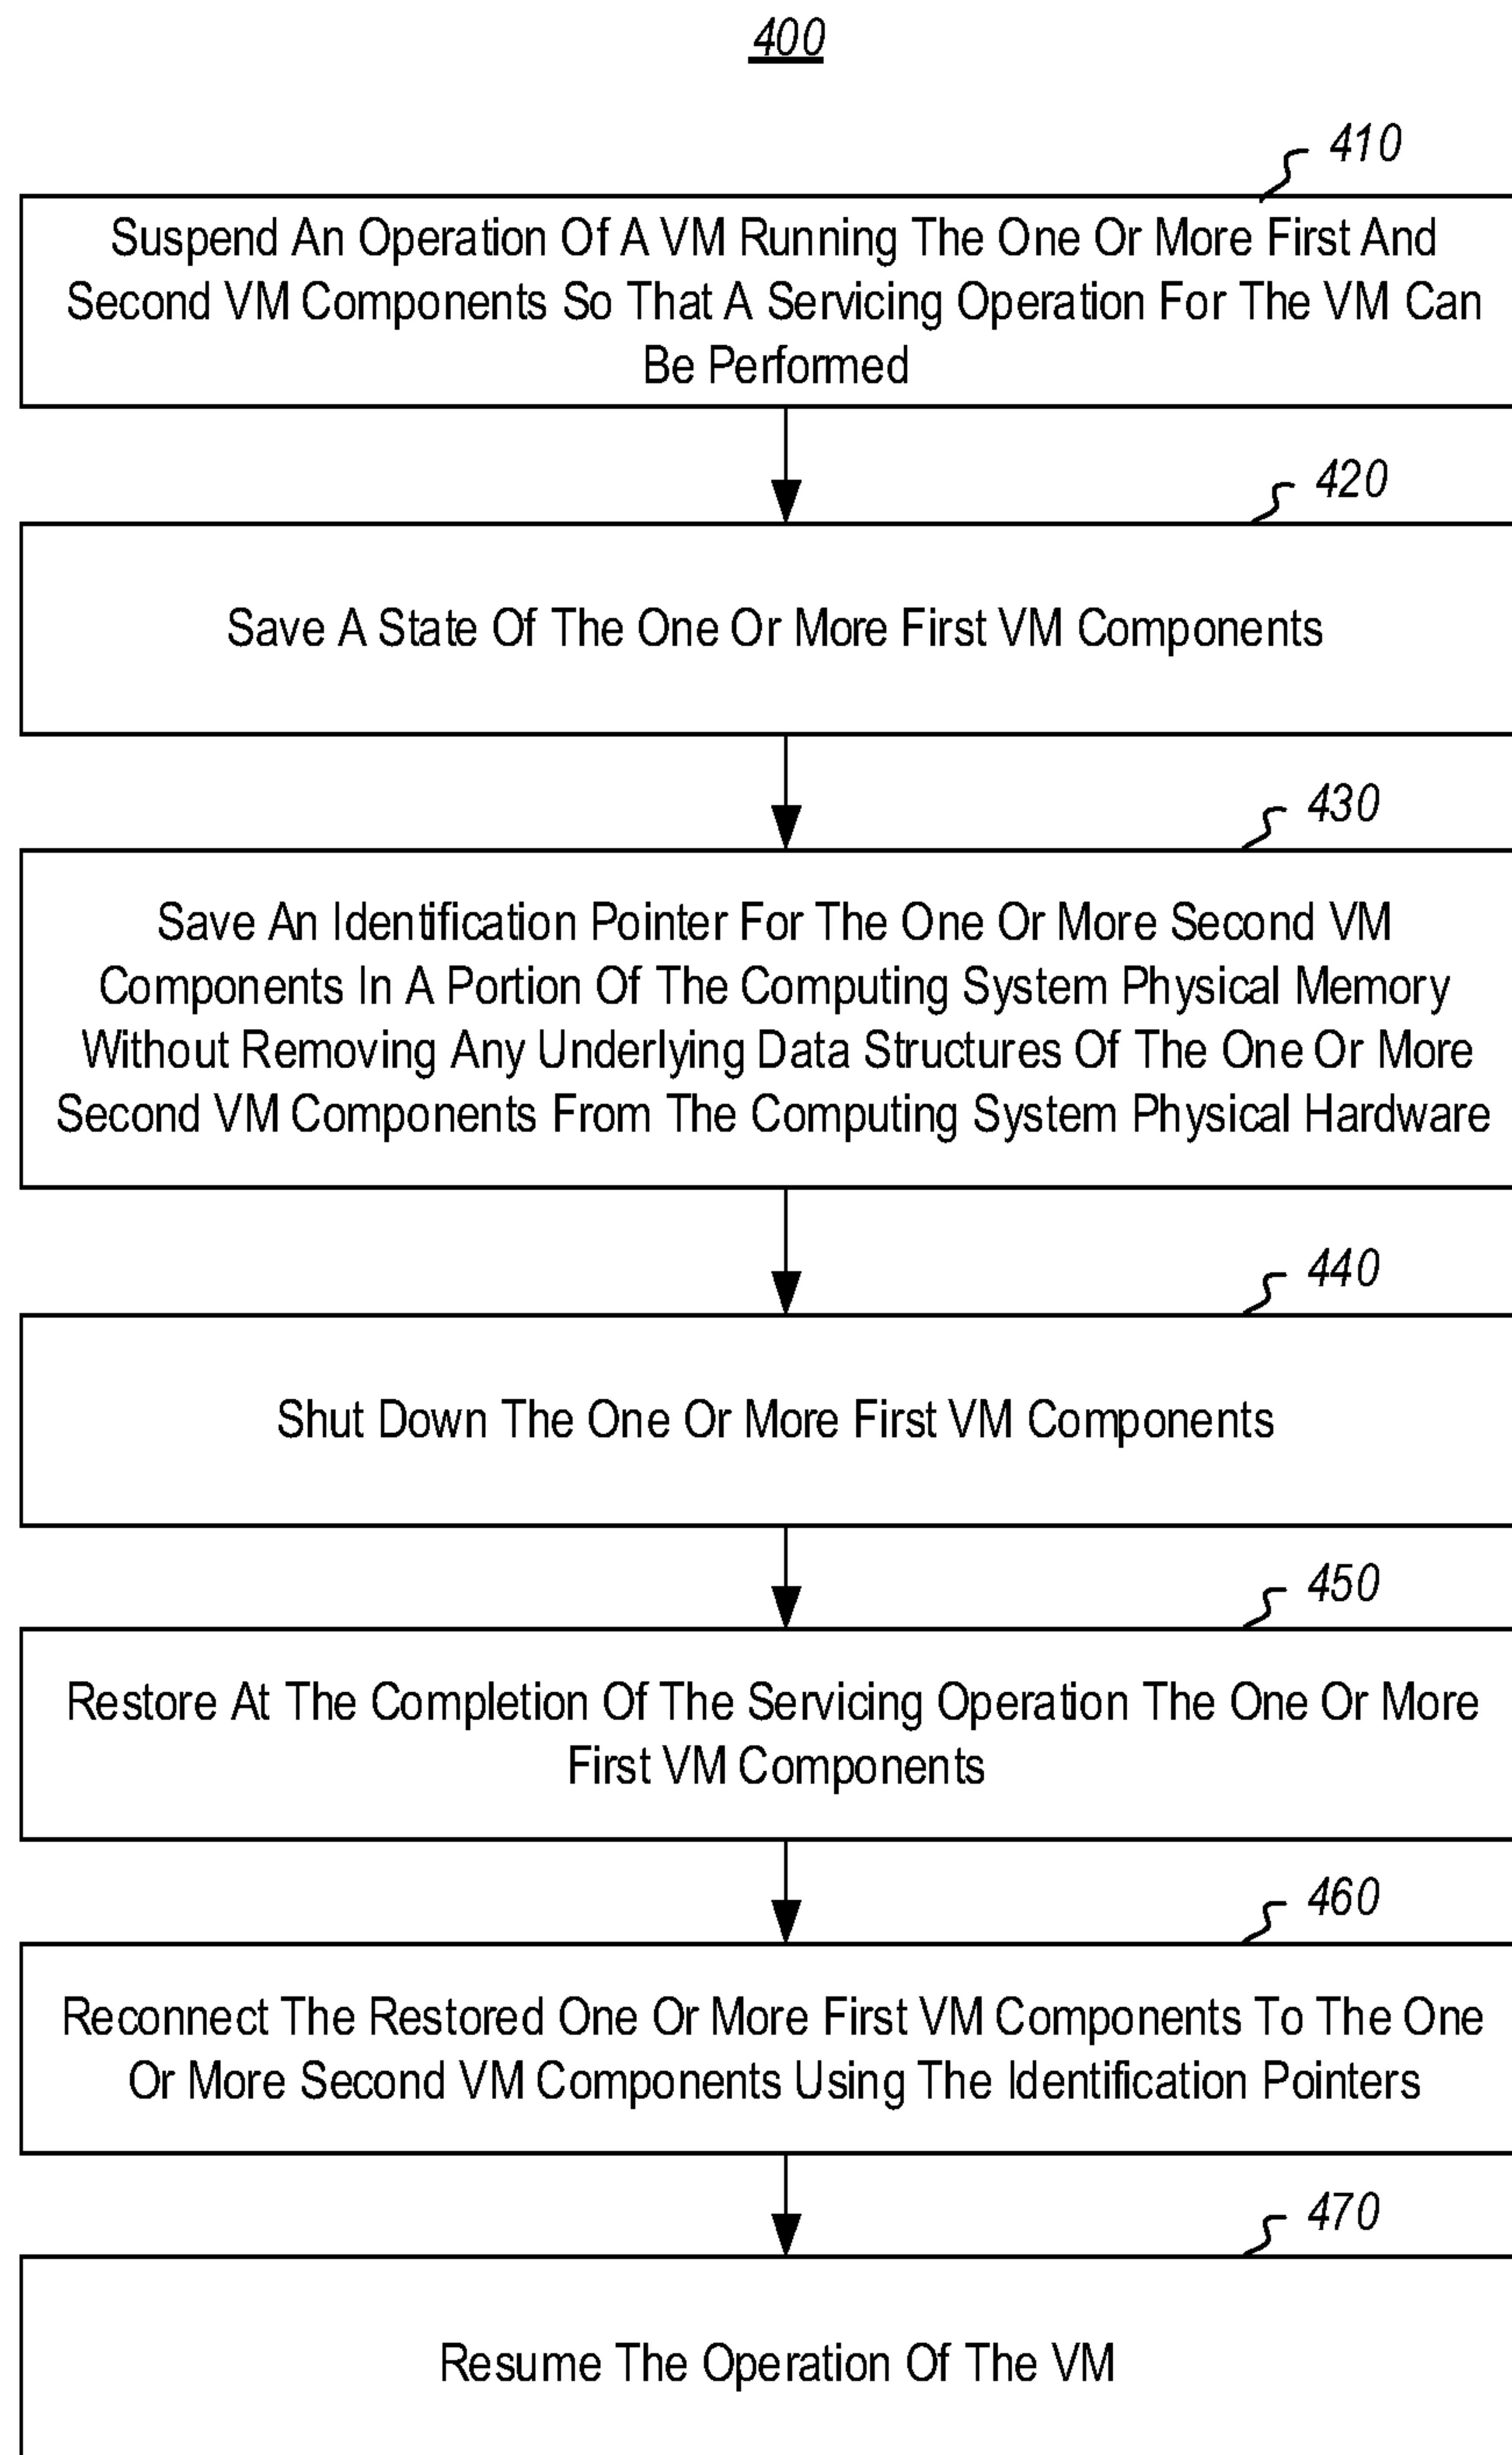 400
410
Suspend An Operation Of A VM Running The One Or More First And
Second VM Components So That A Servicing Operation For The VM Can
Be Performed
420
Save A State Of The One Or More First VM Components
430
Save An Identification Pointer For The One Or More Second VM
Components In A Portion Of The Computing System Physical Memory
Without Removing Any Underlying Data Structures Of The One Or More
Second VM Components From The Computing System Physical Hardware
440
Shut Down The One Or More First VM Components
450
Restore At The Completion Of The Servicing Operation The One Or More
First VM Components
460
Reconnect The Restored One Or More First VM Components To The One
Or More Second VM Components Using The Identification Pointers
470
Resume The Operation Of The VM